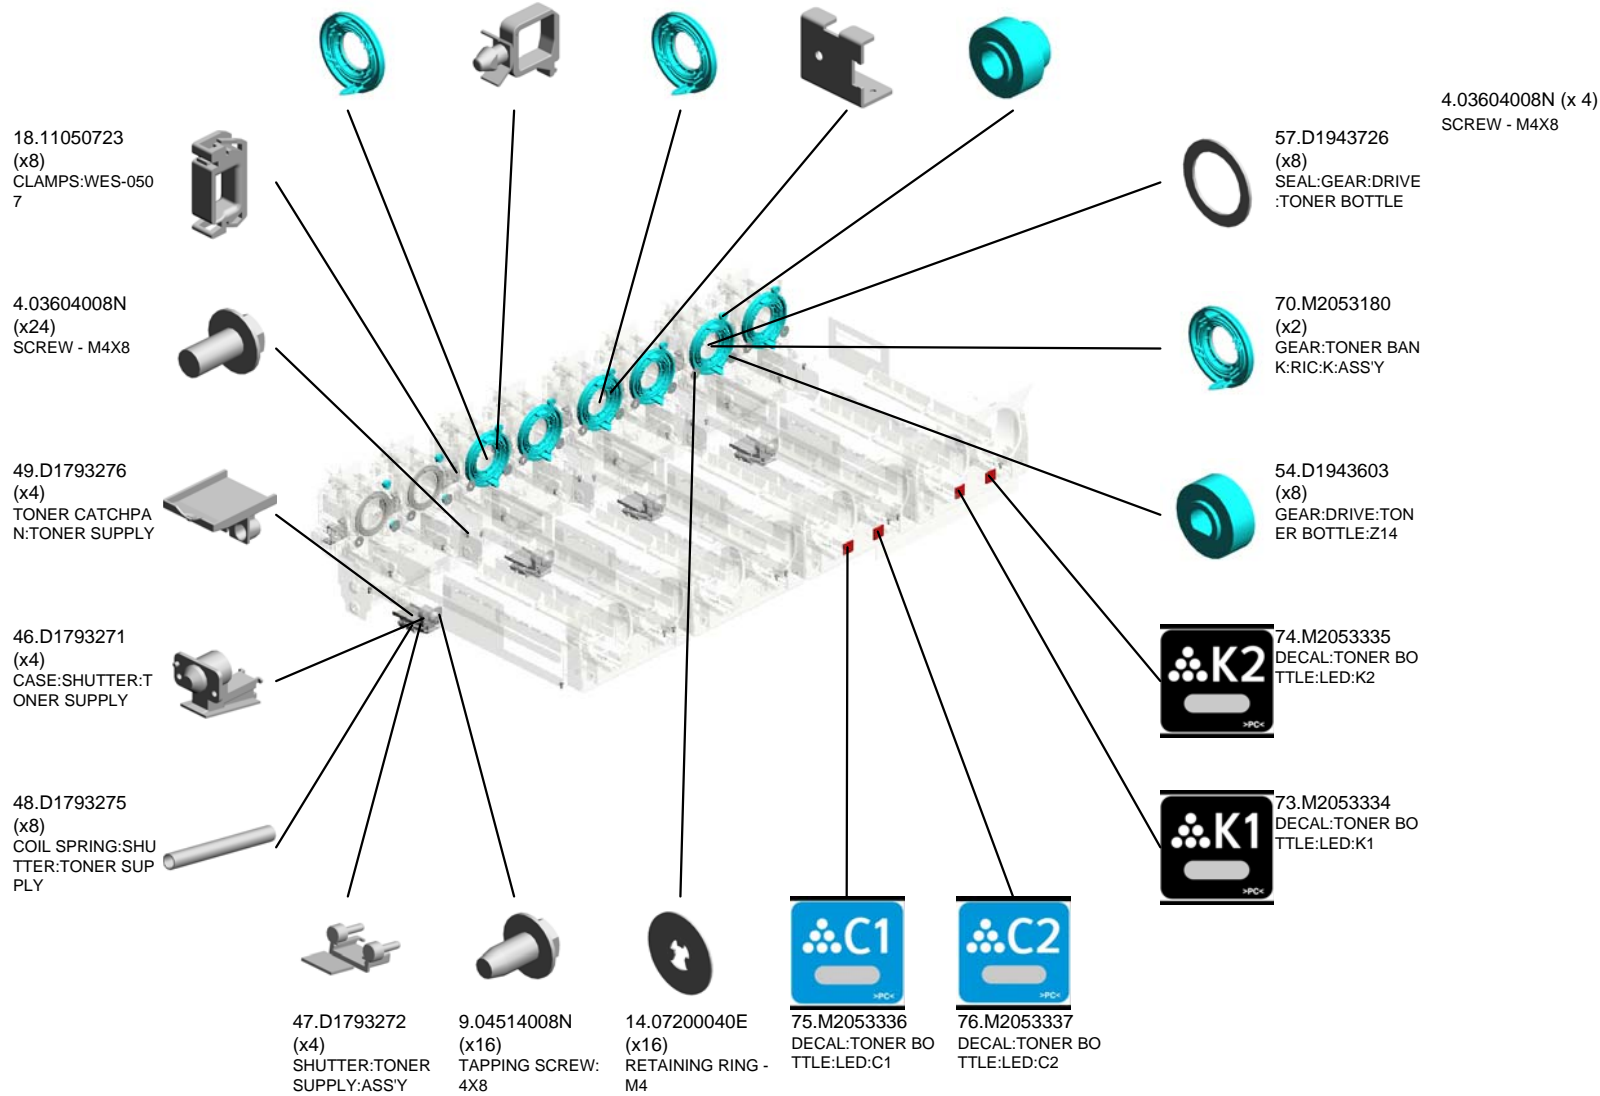 4.03604008N (x 4)
SCREW - M4X8
18.11050723
(x8)
CLAMPS:WES-050
7
57.D1943726
(x8)
SEAL:GEAR:DRIVE
:TONER BOTTLE
4.03604008N
(x24)
SCREW - M4X8
70.M2053180
(x2)
GEAR:TONER BAN
K:RIC:K:ASS'Y
49.D1793276
(x4)
TONER CATCHPA
N:TONER SUPPLY
54.D1943603
(x8)
GEAR:DRIVE:TON
ER BOTTLE:Z14
46.D1793271
(x4)
CASE:SHUTTER:T
ONER SUPPLY
K2
>PC<
74.M2053335
DECAL:TONER BO
TTLE:LED:K2
48.D1793275
(x8)
COIL SPRING:SHU
TTER:TONER SUP
PLY
K1
>PC<
73.M2053334
DECAL:TONER BO
TTLE:LED:K1
47.D1793272
(x4)
SHUTTER:TONER
SUPPLY:ASS'Y
9.04514008N
(x16)
TAPPING SCREW:
4X8
14.07200040E
(x16)
RETAINING RING -
M4
C1
>PC<
75.M2053336
DECAL:TONER BO
TTLE:LED:C1
C2
>PC<
76.M2053337
DECAL:TONER BO
TTLE:LED:C2